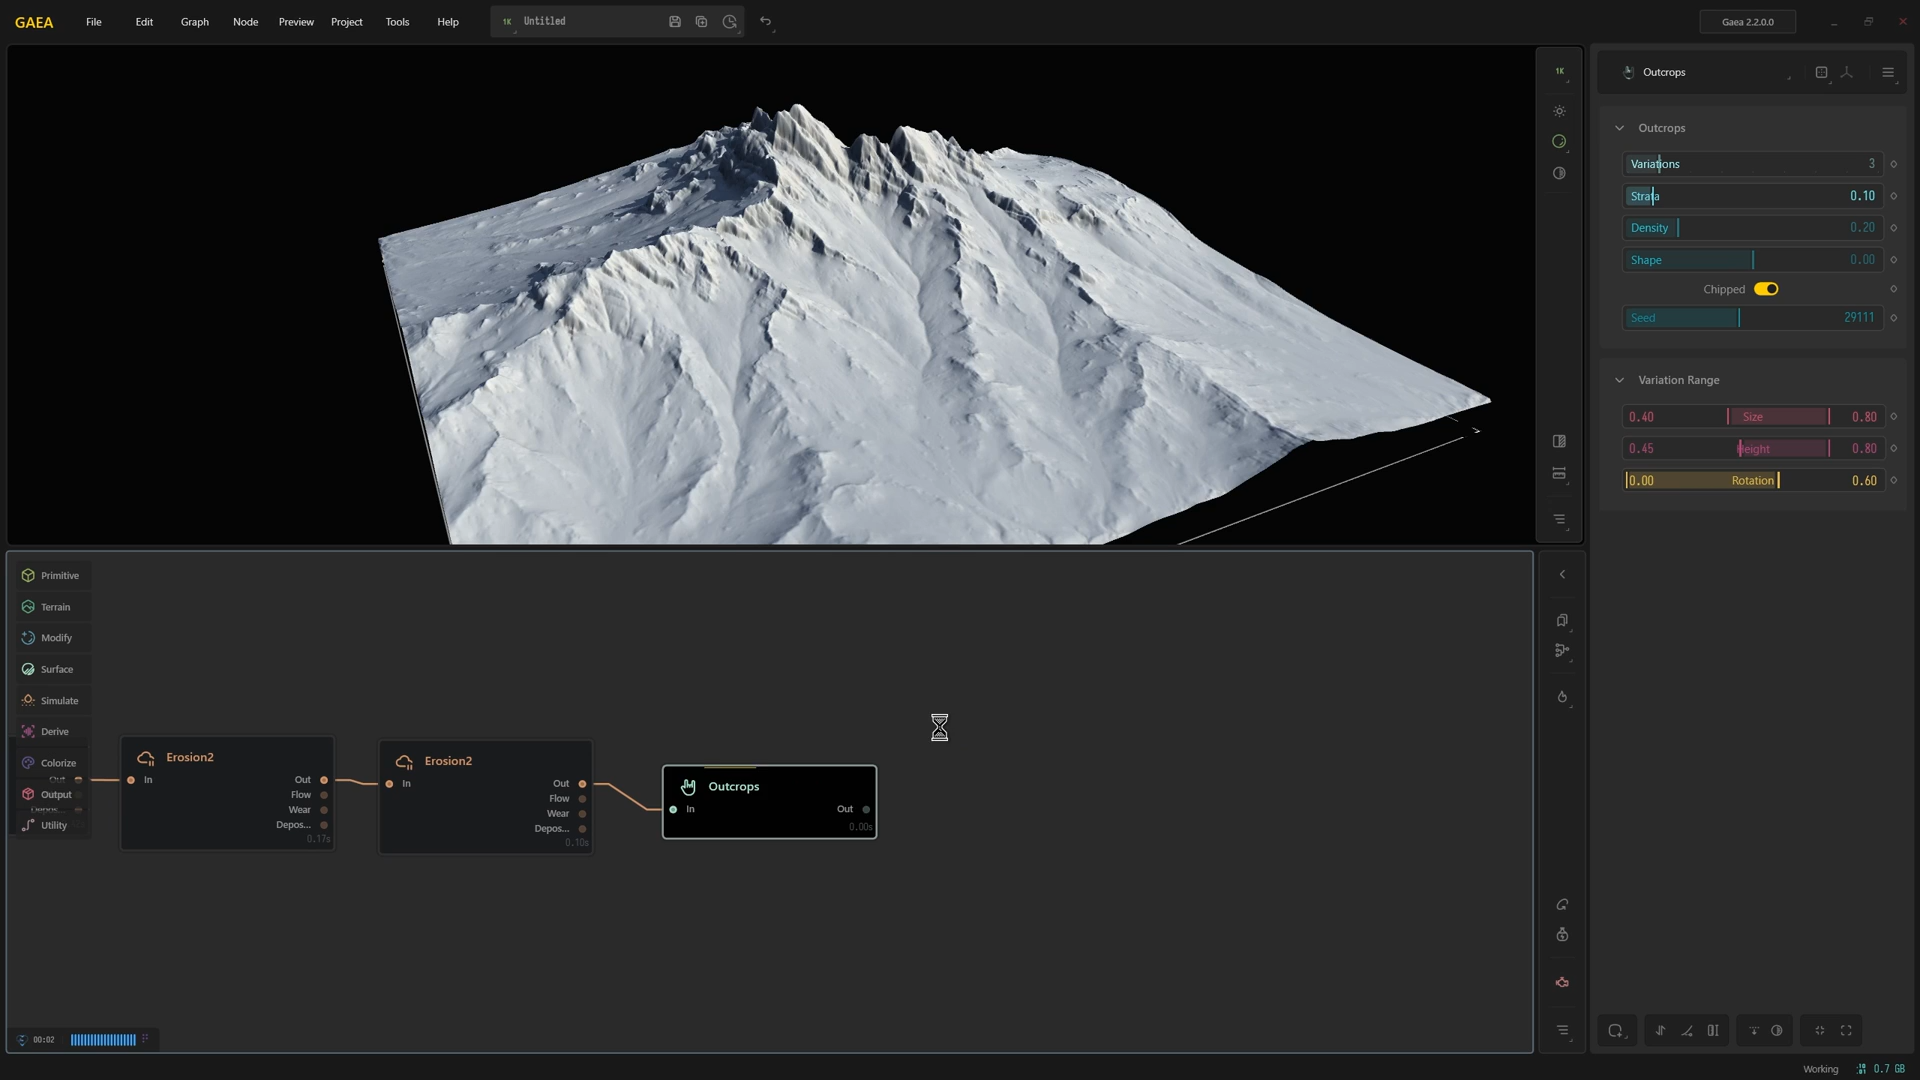 GAEA File Edit Graph Node Preview Project Tools Help 1K Untitled Gaea 2.2.0.0
1K
Outcrops
Outcrops
Variations 3
Strata 0.10
Density 0.20
Shape 0.00
Chipped
Seed 29111
Variation Range
0.40 Size 0.80
0.45 Height 0.80
0.00 Rotation 0.60
Primitive
Terrain
Modify
Surface
Simulate
Derive
Colorize
Out
Output
Depos...
Utility
Erosion2
In Out
Flow
Wear
Depos...
0.17s
Erosion2
In Out
Flow
Wear
Depos...
0.10s
Outcrops
In Out
0.00s
00:02
Working 0.7 GB